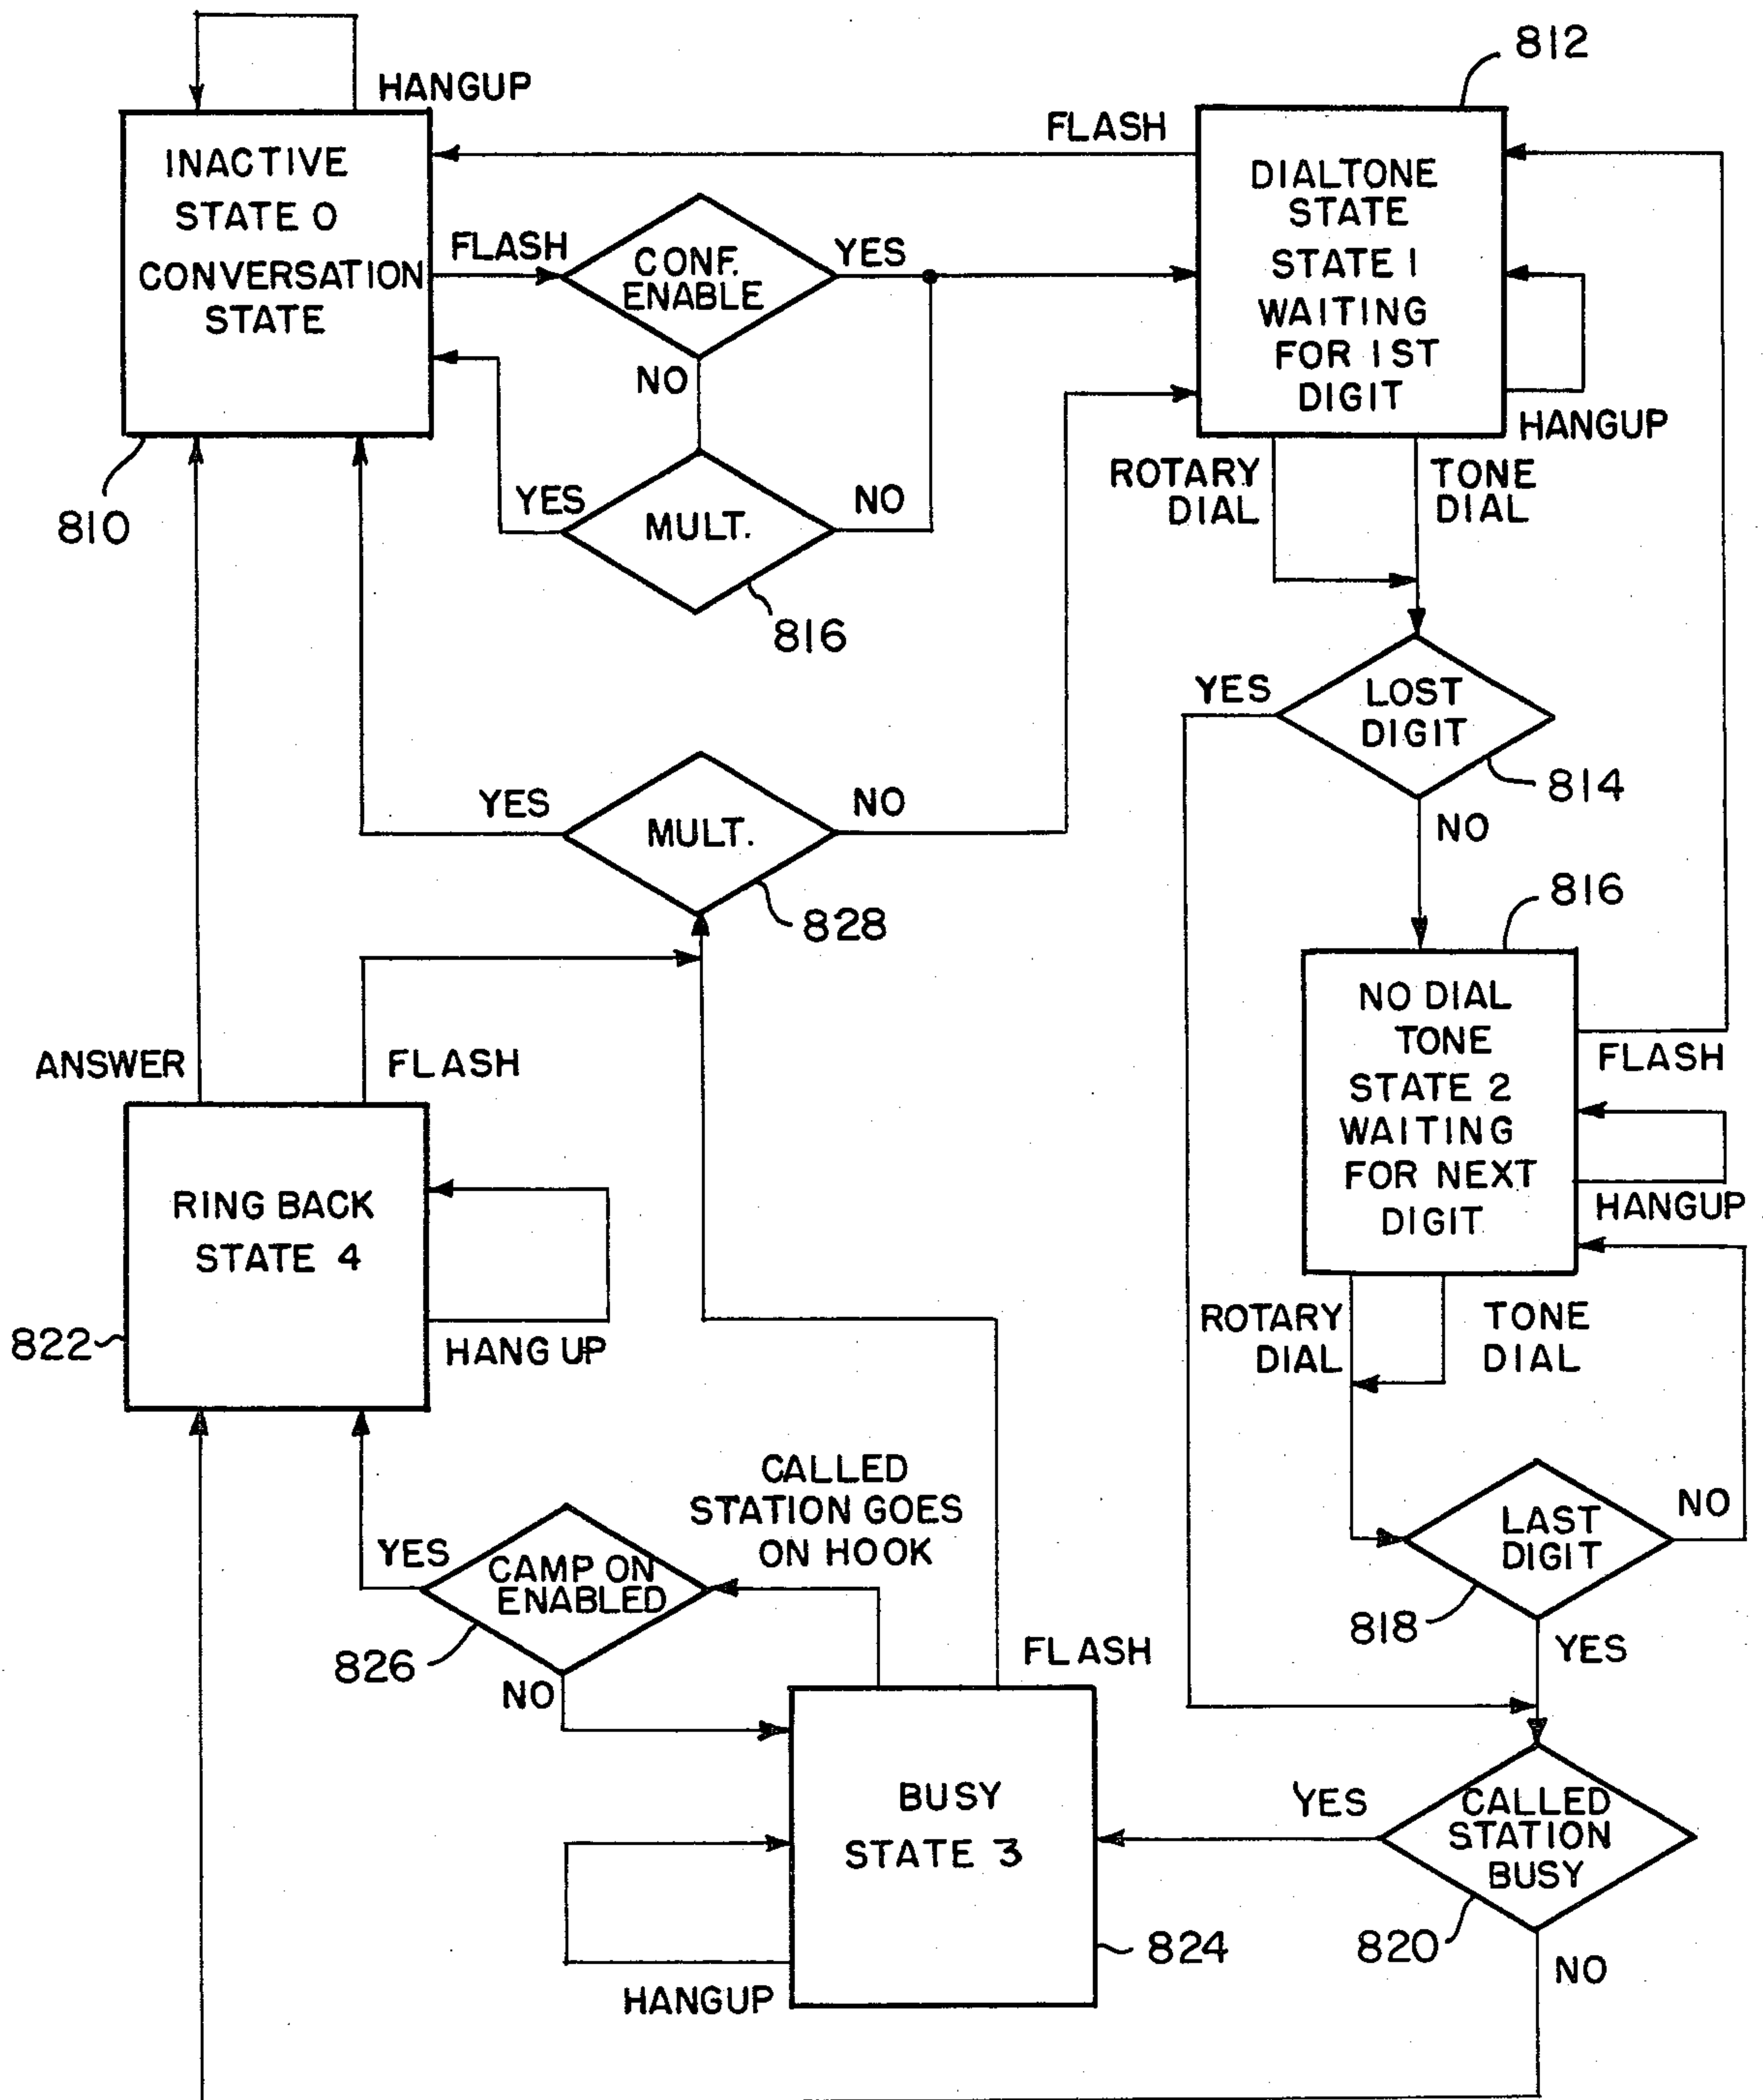 812
HANGUP
FLASH
INACTIVE
STATE 0
CONVERSATION
STATE
FLASH
CONF.
ENABLE
YES
NO
DIALTONE
STATE
STATE 1
WAITING
FOR 1ST
DIGIT
HANGUP
810
YES
MULT.
NO
816
ROTARY
DIAL
TONE
DIAL
YES
LOST
DIGIT
814
NO
YES
MULT.
NO
828
816
NO DIAL
TONE
STATE 2
WAITING
FOR NEXT
DIGIT
FLASH
HANGUP
ANSWER
FLASH
RING BACK
STATE 4
822
HANG UP
ROTARY
DIAL
TONE
DIAL
CALLED
STATION GOES
ON HOOK
YES
CAMP ON
ENABLED
826
NO
LAST
DIGIT
NO
818
YES
FLASH
BUSY
STATE 3
824
HANGUP
YES
CALLED
STATION
BUSY
820
NO